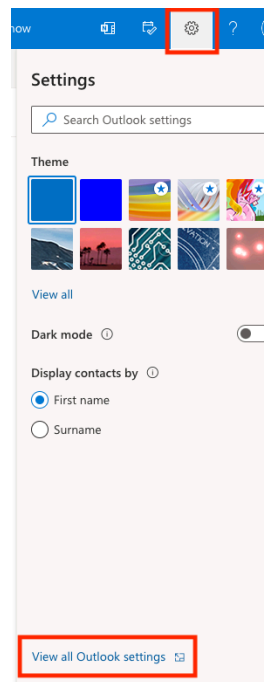 now
?
Settings
Search Outlook settings
Theme
View all
Dark mode
Display contacts by
First name
Surname
View all Outlook settings